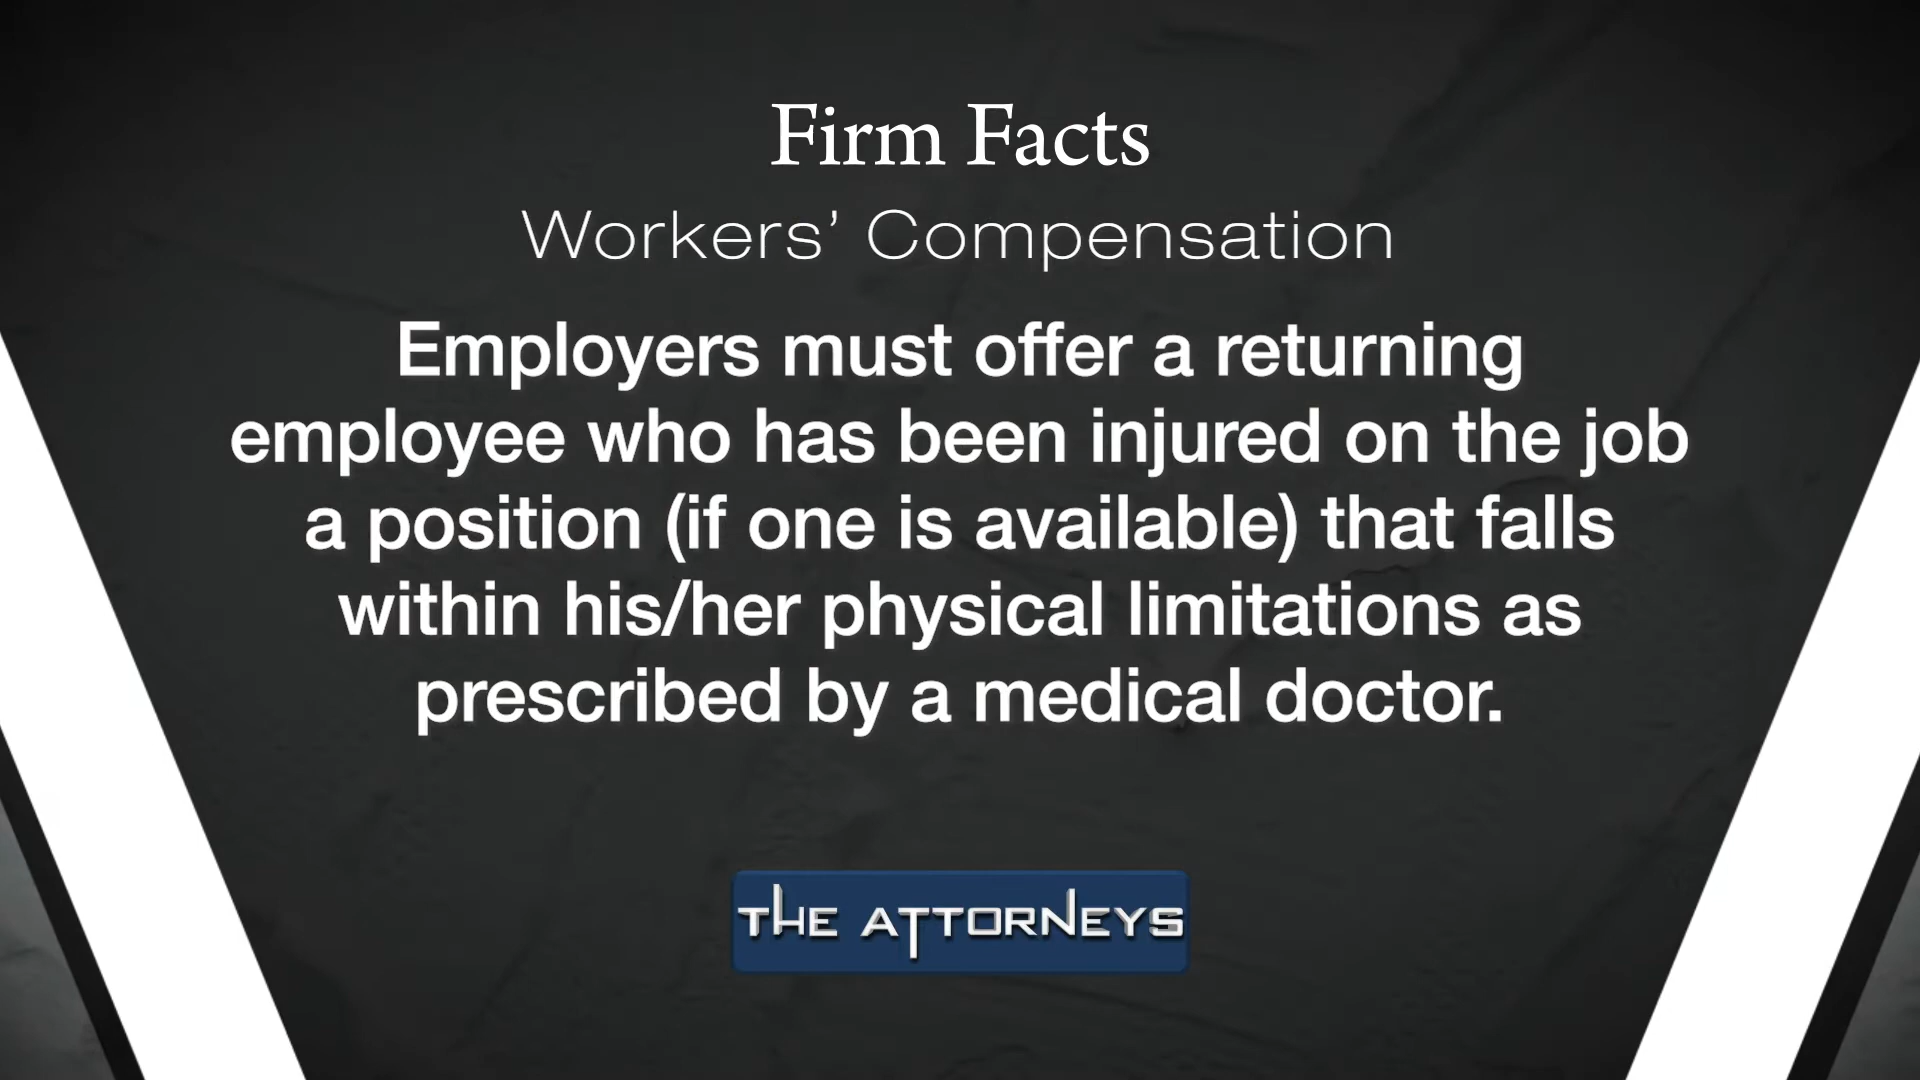 Firm Facts
Workers’ Compensation
Employers must offer a returning
employee who has been injured on the job
a position (if one is available) that falls
within his/her physical limitations as
prescribed by a medical doctor.
THE ATTORNEYS